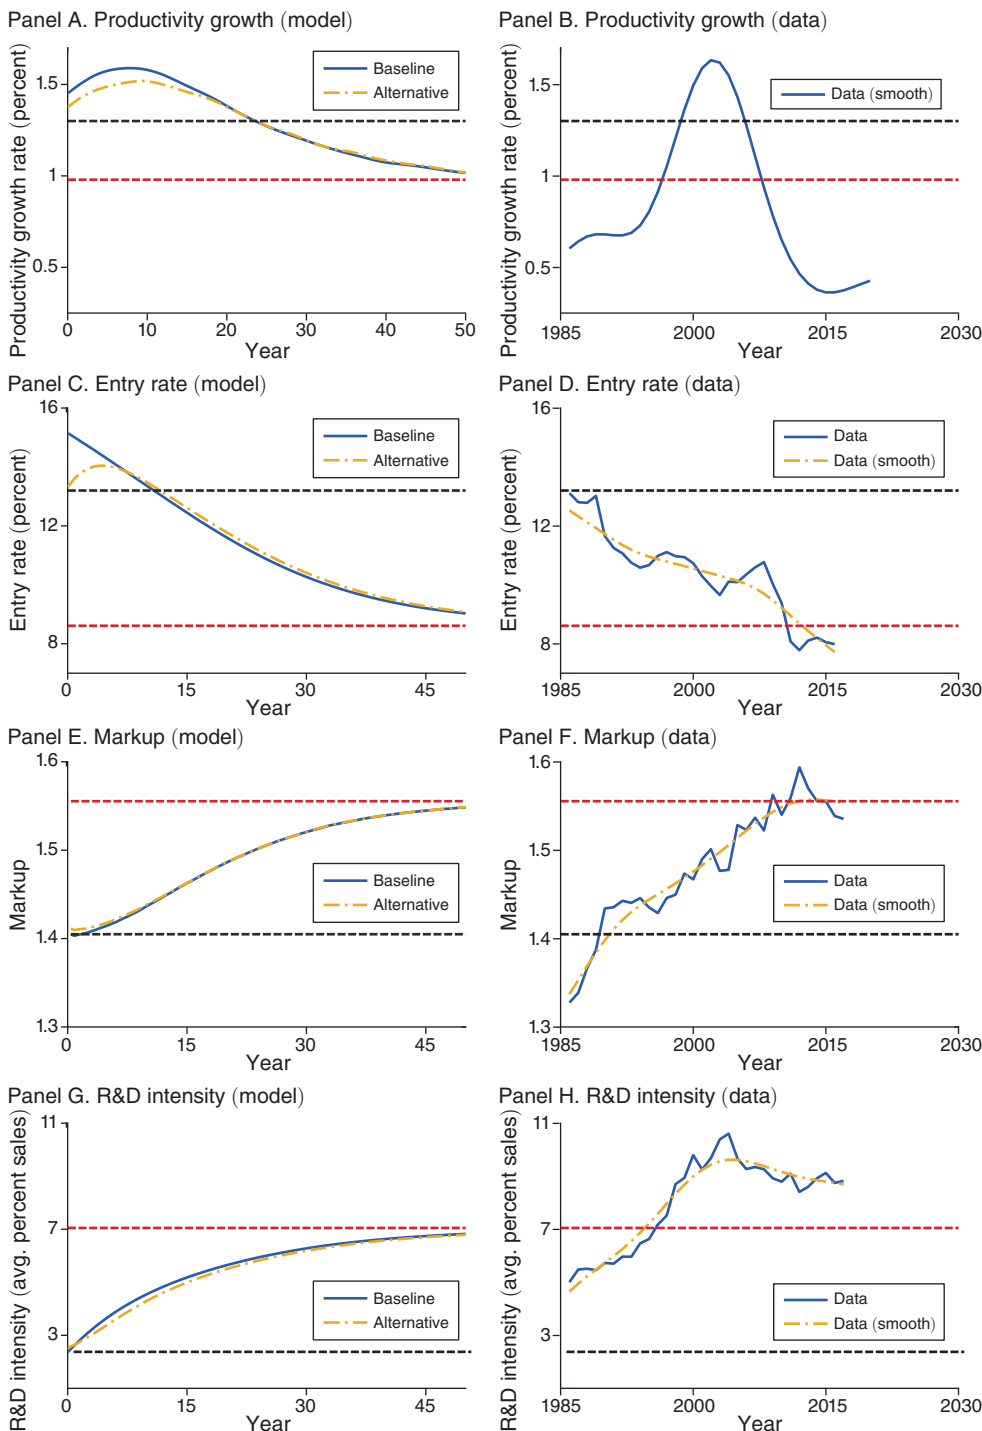 Panel A. Productivity growth (model)
Productivity growth rate (percent)
1.5
1
0.5
0 10 20 30 40 50
Year
Baseline
Alternative
Panel B. Productivity growth (data)
Productivity growth rate (percent)
1.5
1
0.5
1985 2000 2015 2030
Year
Data (smooth)
Panel C. Entry rate (model)
Entry rate (percent)
16
12
8
0 15 30 45
Year
Baseline
Alternative
Panel D. Entry rate (data)
Entry rate (percent)
16
12
8
1985 2000 2015 2030
Year
Data
Data (smooth)
Panel E. Markup (model)
Markup
1.6
1.5
1.4
1.3
0 15 30 45
Year
Baseline
Alternative
Panel F. Markup (data)
Markup
1.6
1.5
1.4
1.3
1985 2000 2015 2030
Year
Data
Data (smooth)
Panel G. R&D intensity (model)
R&D intensity (avg. percent sales)
11
7
3
0 15 30 45
Year
Baseline
Alternative
Panel H. R&D intensity (data)
R&D intensity (avg. percent sales)
11
7
3
1985 2000 2015 2030
Year
Data
Data (smooth)